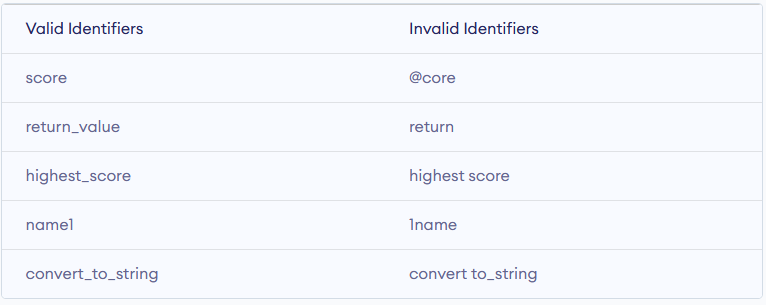 Valid Identifiers Invalid Identifiers
score @core
return_value return
highest_score highest score
name1 1name
convert_to_string convert to_string